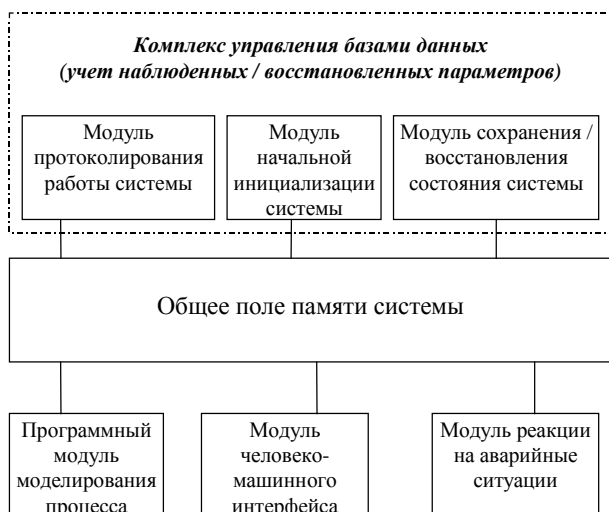 Комплекс управления базами данных
(учет наблюденных / восстановленных параметров)
Модуль
протоколирования
работы системы
Модуль
начальной
инициализации
системы
Модуль сохранения /
восстановления
состояния системы
Общее поле памяти системы
Программный
модуль
моделирования
процесса
Модуль
человеко-
машинного
интерфейса
Модуль реакции
на аварийные
ситуации